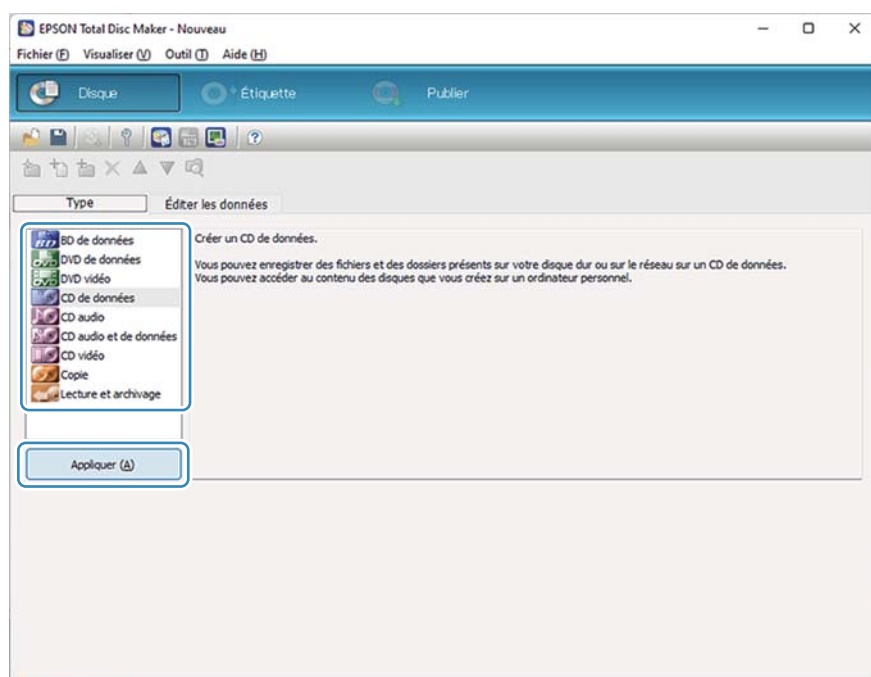 EPSON Total Disc Maker - Nouveau
Fichier (F) Visualiser (V) Outil (T) Aide (H)
Disque Étiquette Publier
Type Éditer les données
BD de données
DVD de données
DVD vidéo
CD de données
CD audio
CD audio et de données
CD vidéo
Copie
Lecture et archivage
Appliquer (A)
Créer un CD de données.
Vous pouvez enregistrer des fichiers et des dossiers présents sur votre disque dur ou sur le réseau sur un CD de données.
Vous pouvez accéder au contenu des disques que vous créez sur un ordinateur personnel.